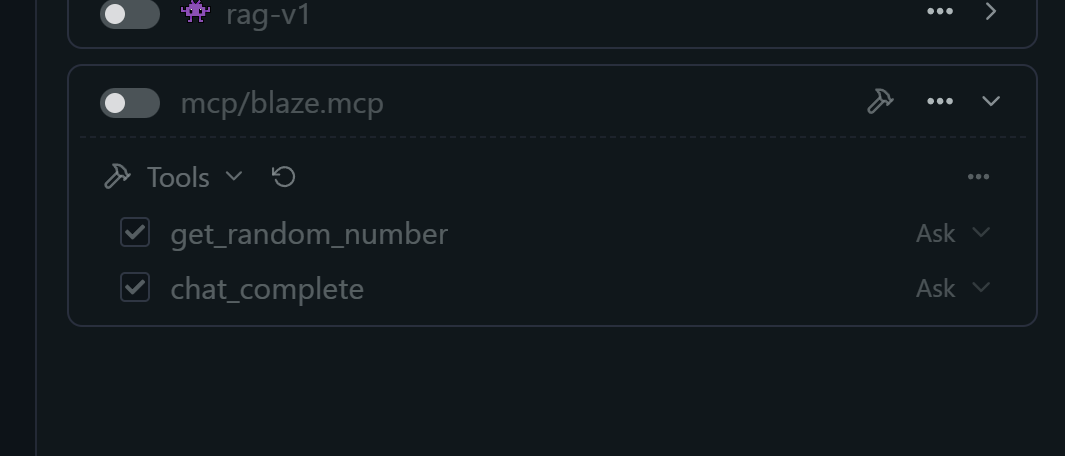 rag-v1
mcp/blaze.mcp
Tools
get_random_number Ask
chat_complete Ask